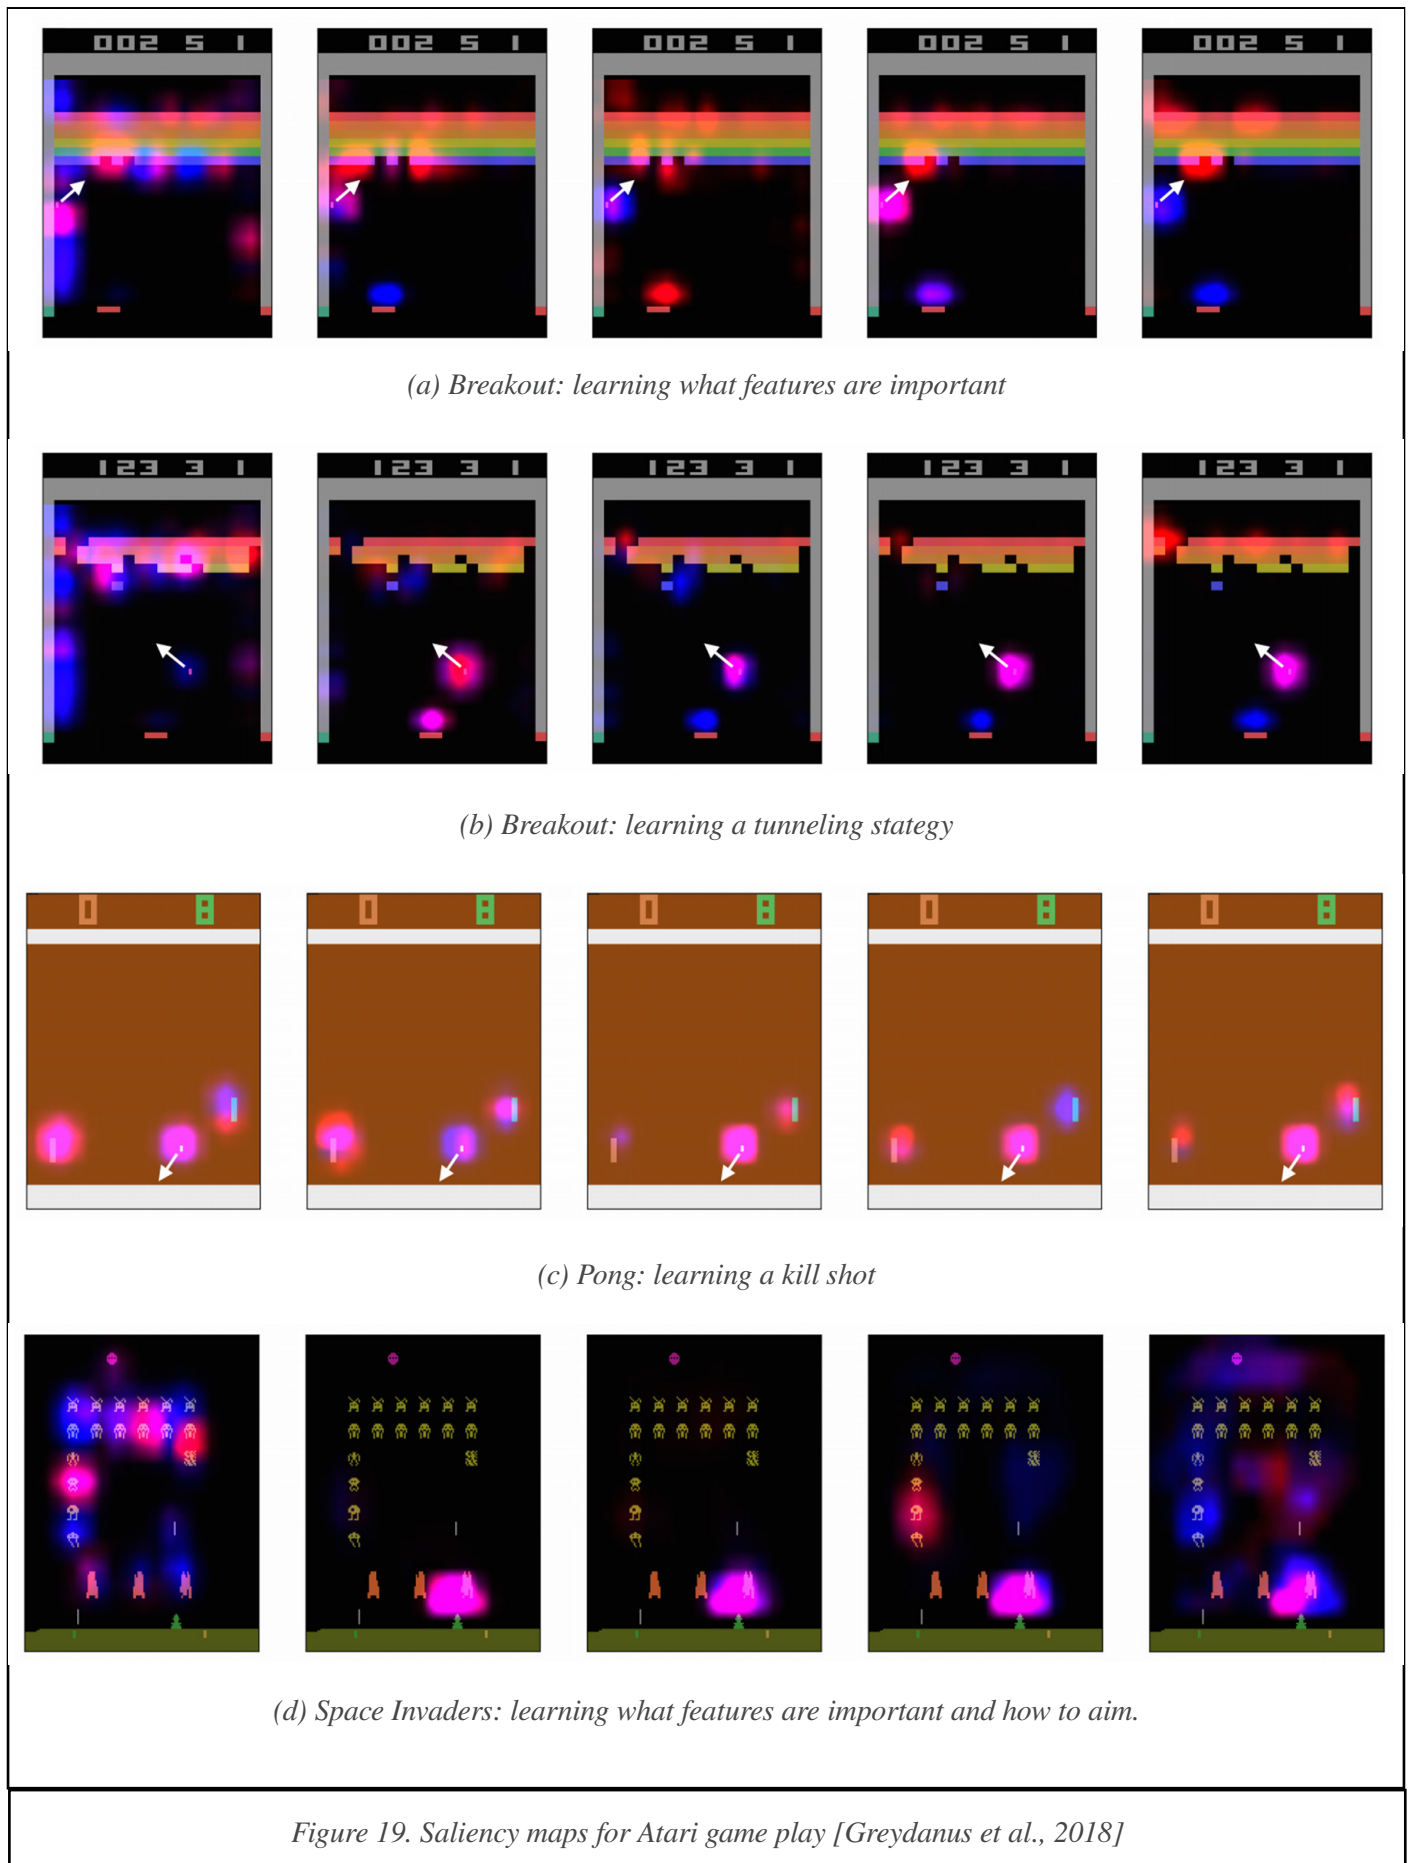 002 5 1 002 5 1 002 5 1 002 5 1 002 5 1
(a) Breakout: learning what features are important
123 3 1 123 3 1 123 3 1 123 3 1 123 3 1
(b) Breakout: learning a tunneling stategy
0 8 0 8 0 8 0 8 0 8
(c) Pong: learning a kill shot
(d) Space Invaders: learning what features are important and how to aim.
Figure 19. Saliency maps for Atari game play [Greydanus et al., 2018]